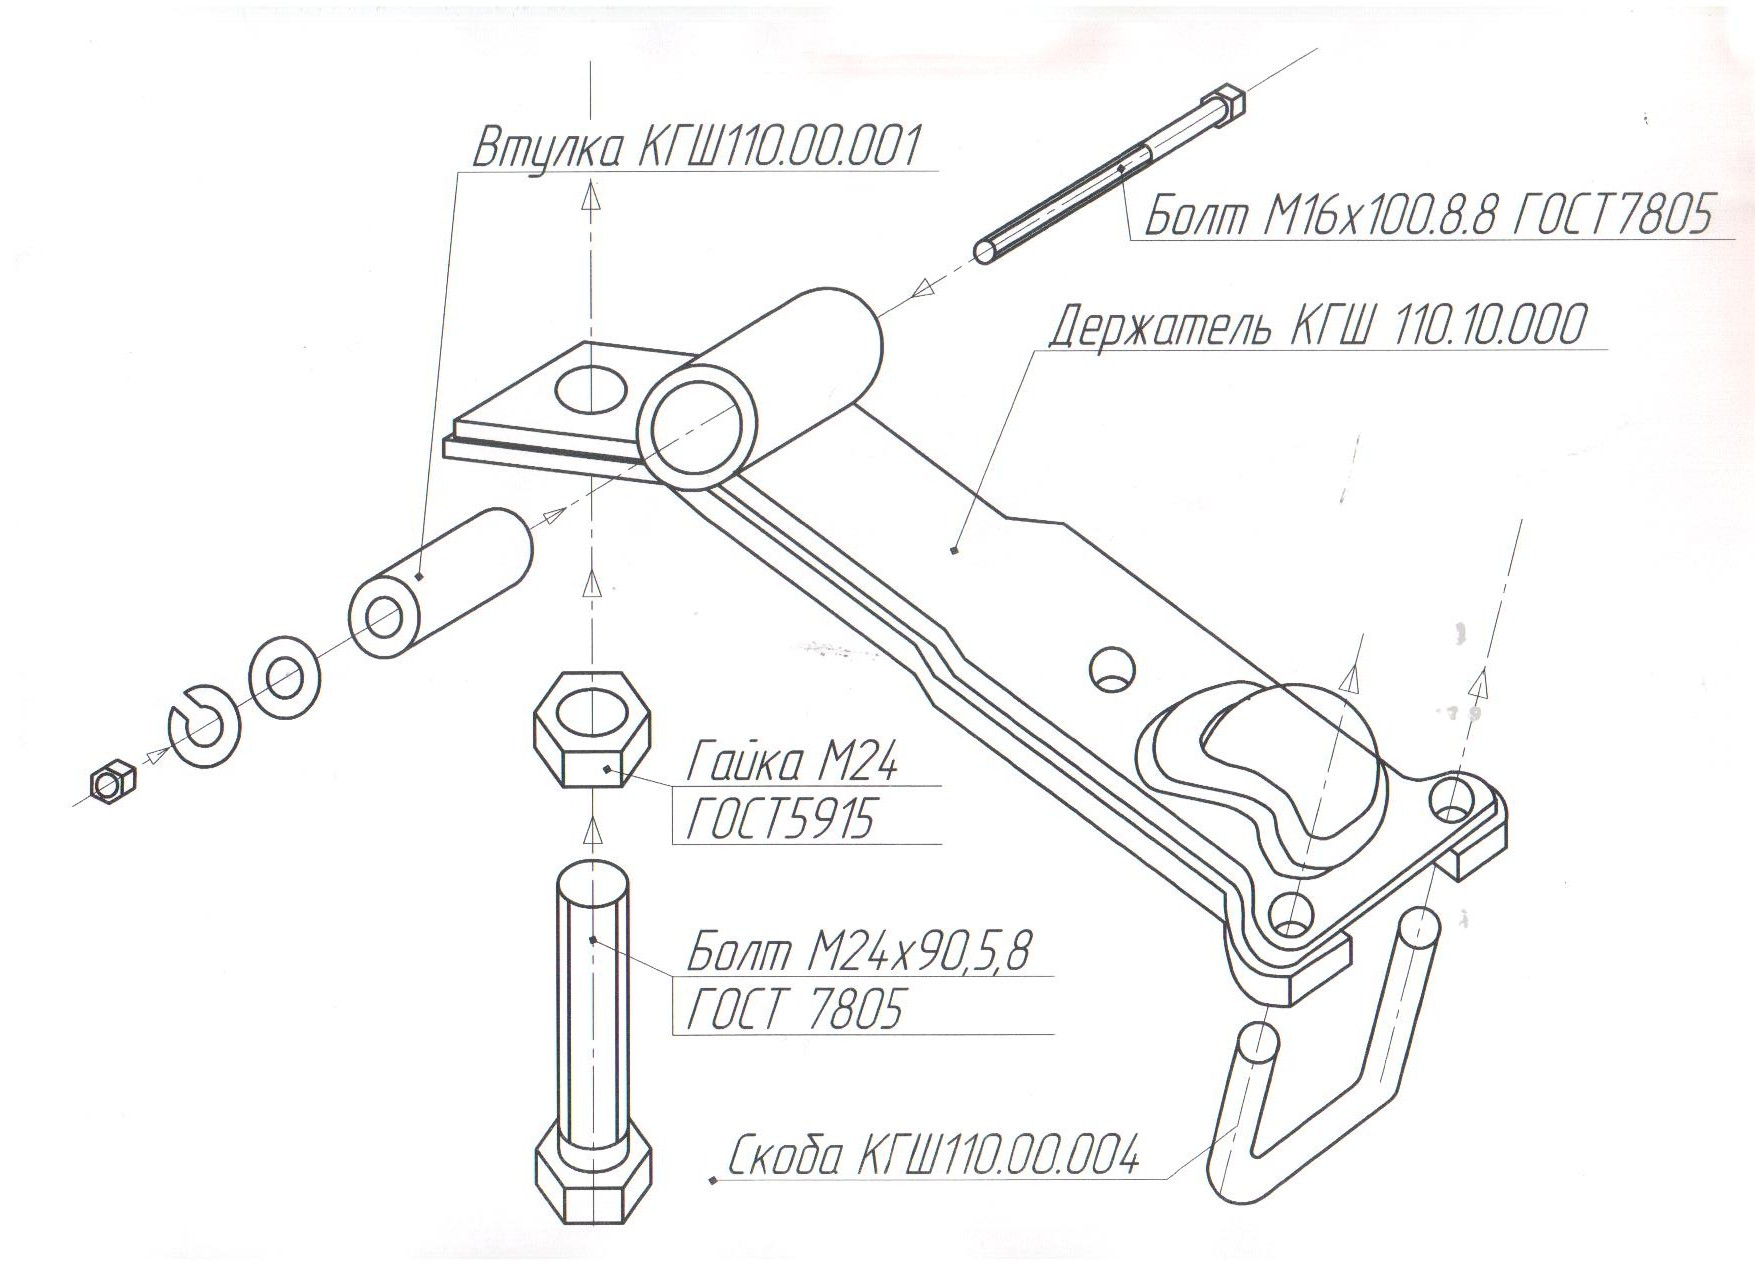 Втулка КГШ110.00.001
Болт М16х100.8.8 ГОСТ7805
Держатель КГШ 110.10.000
Гайка М24
ГОСТ5915
Болт М24х90,5,8
ГОСТ 7805
Скоба КГШ110.00.004